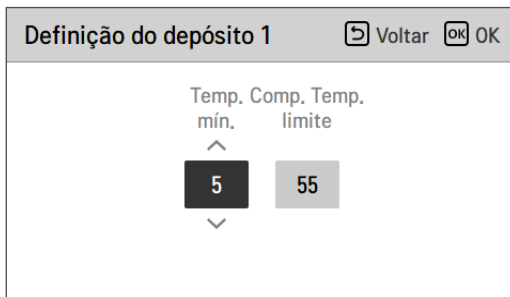 Definição do depósito 1
Voltar
OK OK
Temp. Comp. Temp.
mín. limite
5 55